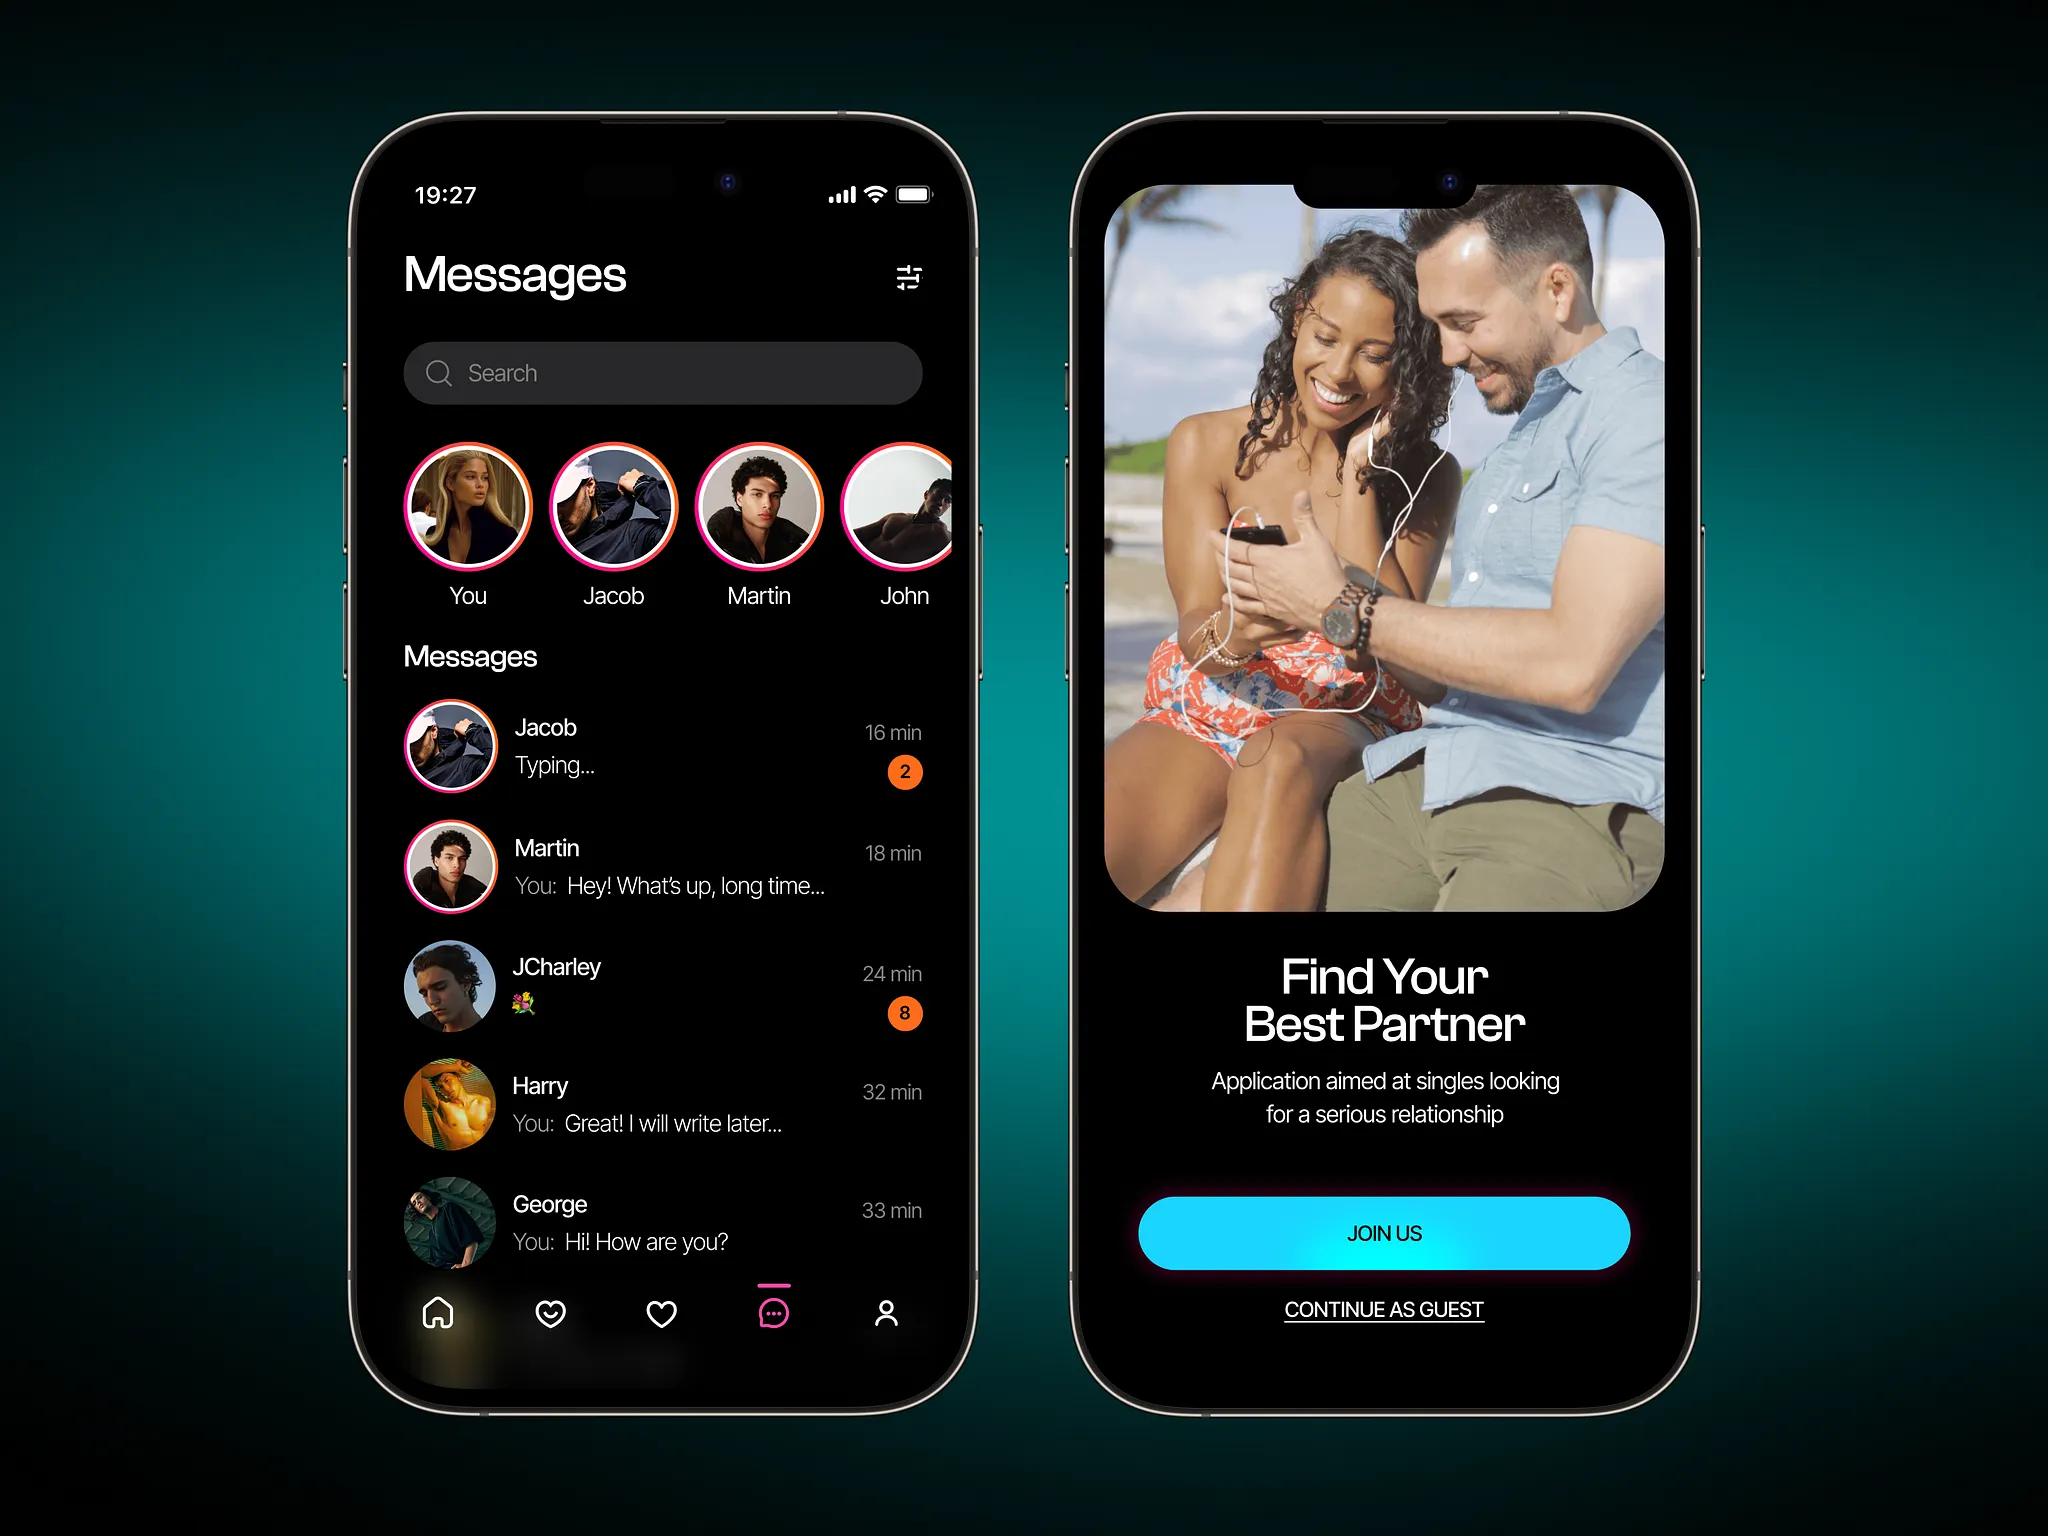 19:27
Messages
Search
You
Jacob
Martin
John
Messages
Jacob
16 min
Typing...
2
Martin
18 min
You: Hey! What's up, long time...
JCharley
24 min
8
Harry
32 min
You: Great! I will write later...
George
33 min
You: Hi! How are you?
Find Your
Best Partner
Application aimed at singles looking
for a serious relationship
JOIN US
CONTINUE AS GUEST